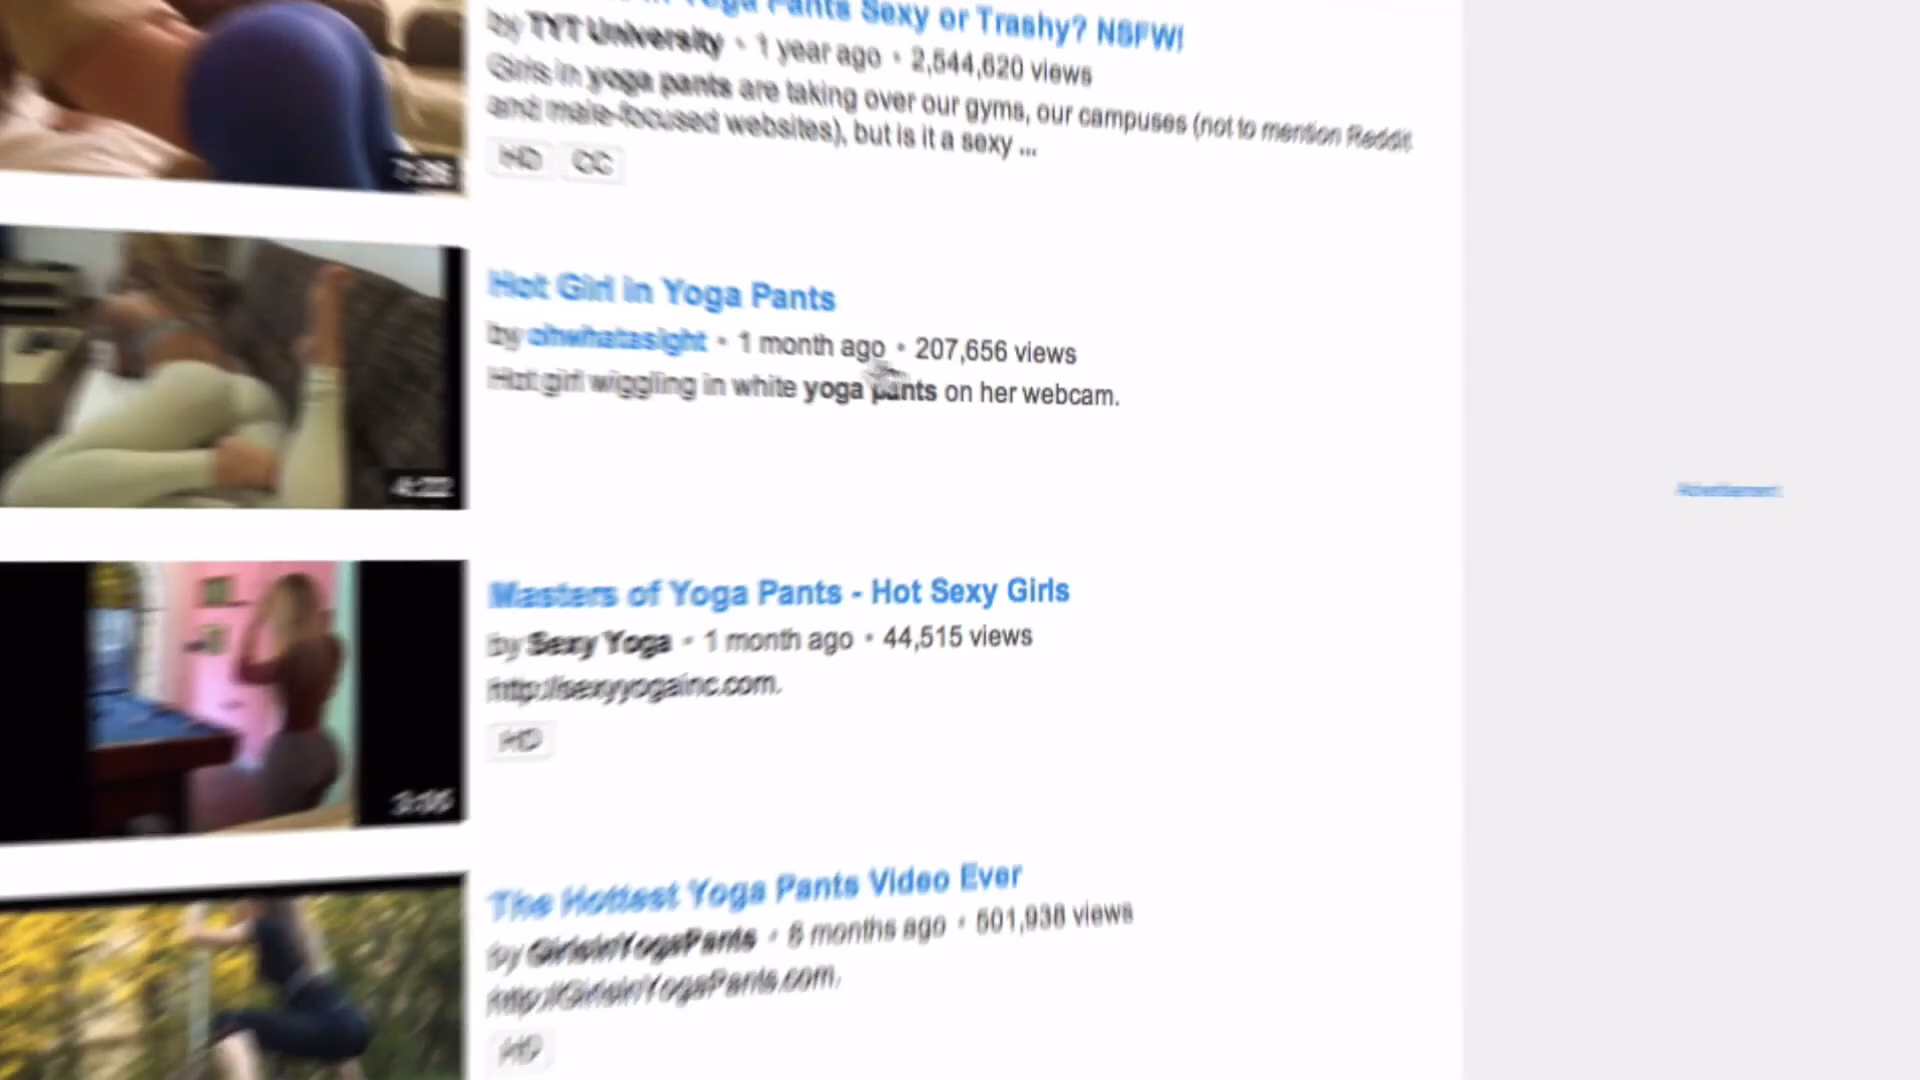 Yoga Pants Sexy or Trashy? NSFW!
by TYT University • 1 year ago • 2,544,620 views
Girls in yoga pants are taking over our gyms, our campuses (not to mention Reddit
and male-focused websites), but is it a sexy ...
HD CC
Hot Girl in Yoga Pants
by ohwhatasight • 1 month ago • 207,656 views
Hot girl wiggling in white yoga pants on her webcam.
4:22
Masters of Yoga Pants - Hot Sexy Girls
by Sexy Yoga • 1 month ago • 44,515 views
http://sexyyogainc.com.
HD
The Hottest Yoga Pants Video Ever
by GirlsinYogaPants • months ago • 501,938 views
http://GirlsinYogaPants.com.
HD
Advertisement